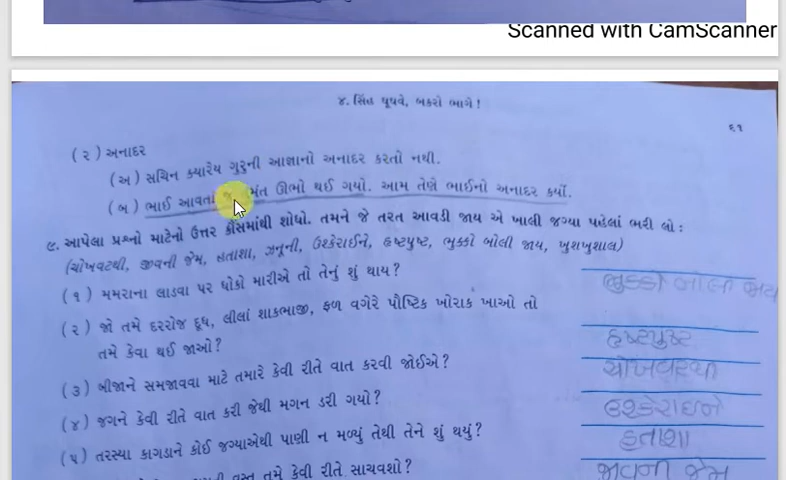 Scanned with CamScanner
૪. સિંહ ઘૂઘવે, બકરો ભાગે !
૬૧
(૨) અનાદર
(અ) સચિન ક્યારેય ગુરુની આજ્ઞાનો અનાદર કરતો નથી.
(બ) ભાઈ આવતા ઊભો થઈ ગયો. આમ તેણે ભાઈનો અનાદર કર્યો.
૯. આપેલા પ્રશ્નો માટેનો ઉત્તર કૌંસમાંથી શોધો. તમને જે તરત આવડી જાય એ ખાલી જગ્યા પહેલાં ભરી લો :
(ચોખવટથી, જીવની જેમ, હતાશા, ઝનૂની, ઉશ્કેરાઈને, હૃષ્ટપુષ્ટ, ભુક્કો બોલી જાય, ખુશખુશાલ)
(૧) મમરાના લાડવા પર ધોકો મારીએ તો તેનું શું થાય? ભુક્કો બોલી જાય
(૨) જો તમે દરરોજ દૂધ, લીલાં શાકભાજી, ફળ વગેરે પૌષ્ટિક ખોરાક ખાઓ તો
તમે કેવા થઈ જાઓ? હૃષ્ટપુષ્ટ
(૩) બીજાને સમજાવવા માટે તમારે કેવી રીતે વાત કરવી જોઈએ? ચોખવટથી
(૪) જગને કેવી રીતે વાત કરી જેથી મગન ડરી ગયો? ઉશ્કેરાઈને
(૫) તરસ્યા કાગડાને કોઈ જગ્યાએથી પાણી ન મળ્યું તેથી તેને શું થયું? હતાશા
વસ્તુ તમે કેવી રીતે સાચવશો? જીવની જેમ